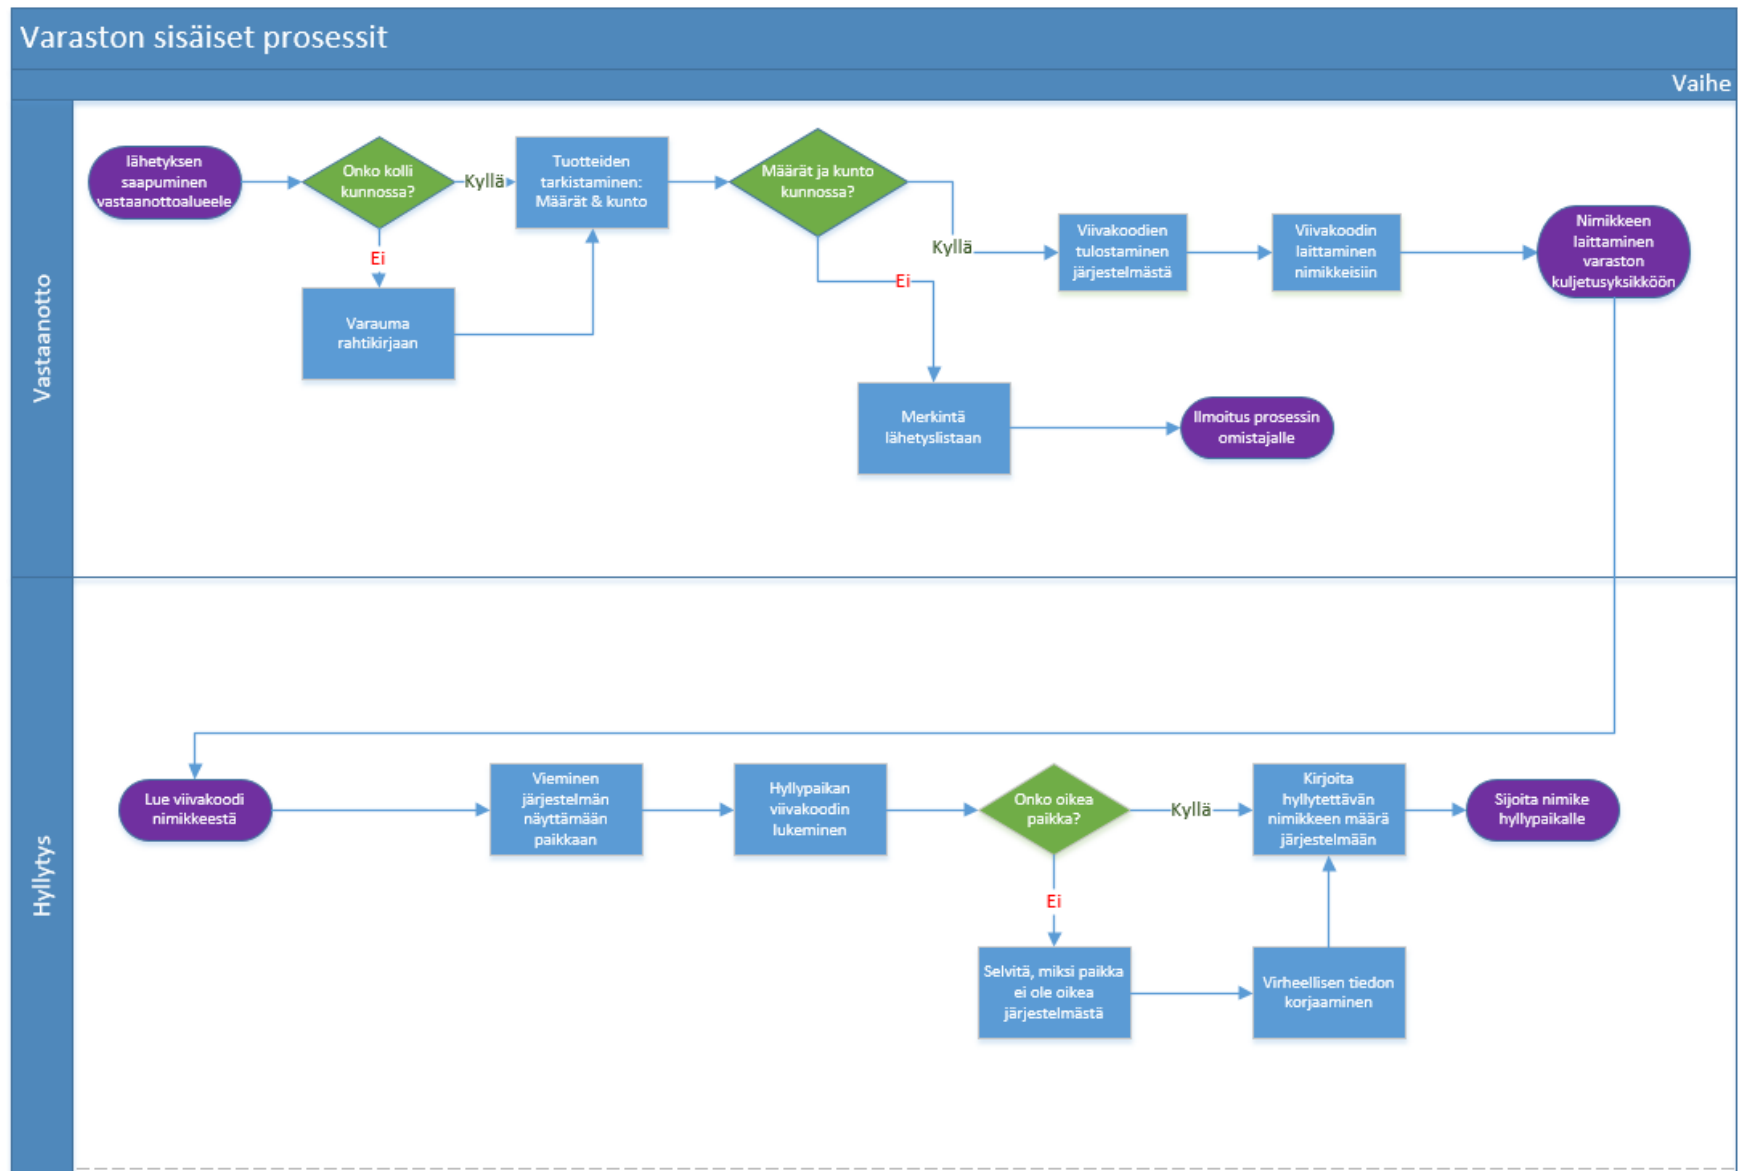 Varaston sisäiset prosessit
Vaihe
Vastaanotto
lähetyksen
saapuminen
vastaanottoalueele
Onko kolli
kunnossa?
Kyllä
Ei
Varauma
rahtikirjaan
Tuotteiden
tarkistaminen:
Määrät & kunto
Määrät ja kunto
kunnossa?
Kyllä
Ei
Viivakoodien
tulostaminen
järjestelmästä
Viivakoodin
laittaminen
nimikkeisiin
Nimikkeen
laittaminen
varaston
kuljetusyksikköön
Merkintä
lähetyslistaan
Ilmoitus prosessin
omistajalle
Hyllytys
Lue viivakoodi
nimikkeestä
Vieminen
järjestelmän
näyttämään
paikkaan
Hyllypaikan
viivakoodin
lukeminen
Onko oikea
paikka?
Kyllä
Ei
Kirjoita
hyllytettävän
nimikkeen määrä
järjestelmään
Sijoita nimike
hyllypaikalle
Selvitä, miksi paikka
ei ole oikea
järjestelmästä
Virheellisen tiedon
korjaaminen